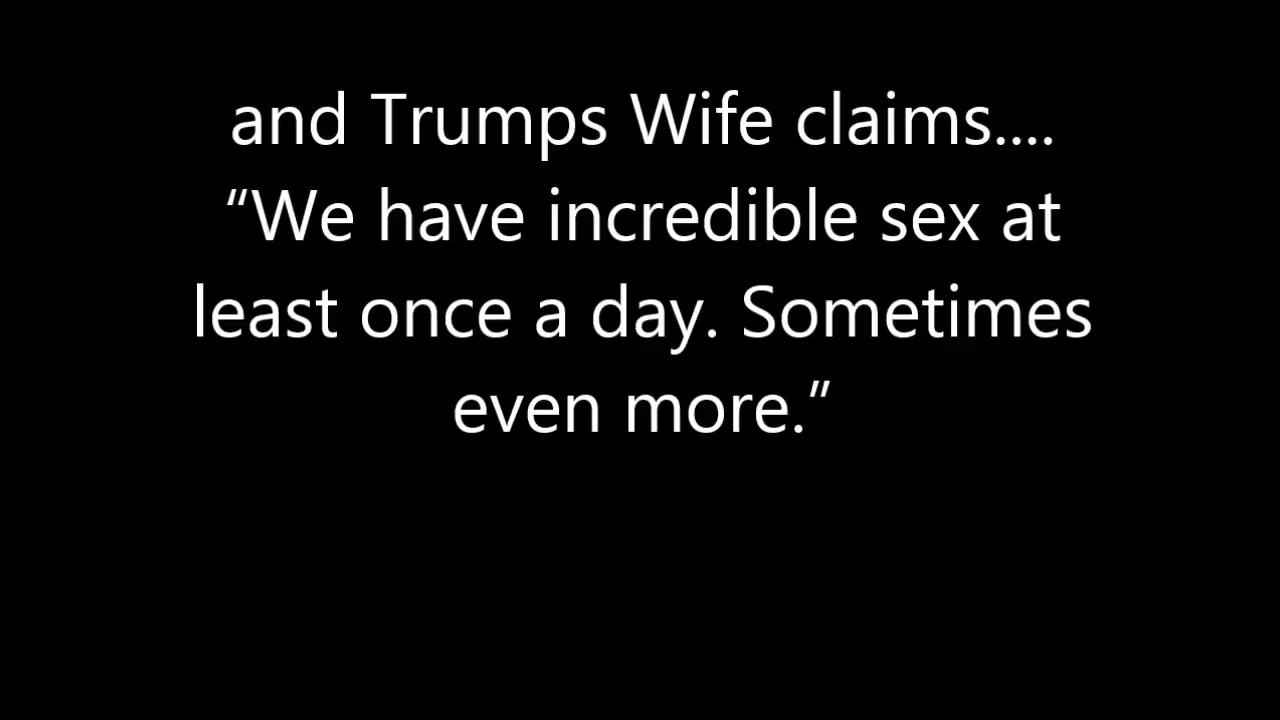 and Trumps Wife claims....
“We have incredible sex at
least once a day. Sometimes
even more.”